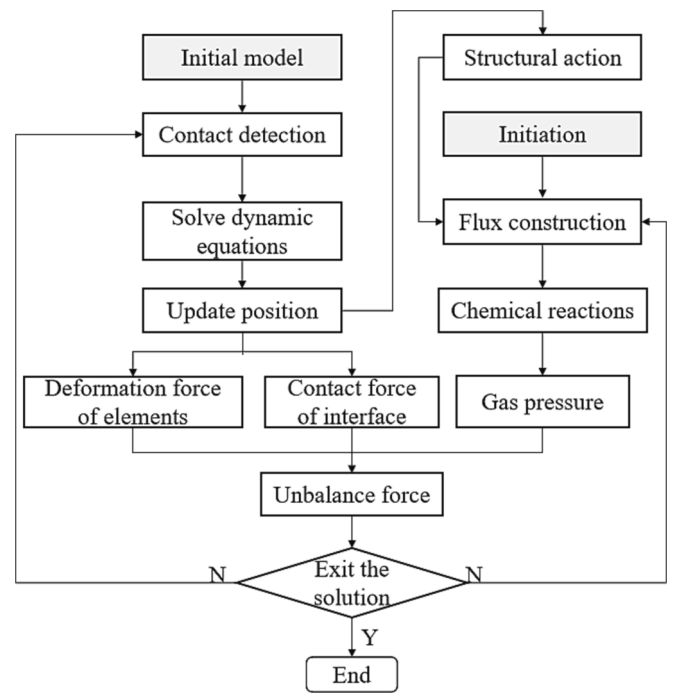 Initial model
Structural action
Contact detection
Initiation
Solve dynamic
equations
Flux construction
Update position
Chemical reactions
Deformation force
of elements
Contact force
of interface
Gas pressure
Unbalance force
N
Exit the
solution
N
Y
End